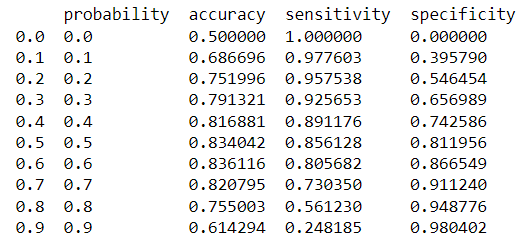 probability accuracy sensitivity specificity
0.0 0.0 0.500000 1.000000 0.000000
0.1 0.1 0.686696 0.977603 0.395790
0.2 0.2 0.751996 0.957538 0.546454
0.3 0.3 0.791321 0.925653 0.656989
0.4 0.4 0.816881 0.891176 0.742586
0.5 0.5 0.834042 0.856128 0.811956
0.6 0.6 0.836116 0.805682 0.866549
0.7 0.7 0.820795 0.730350 0.911240
0.8 0.8 0.755003 0.561230 0.948776
0.9 0.9 0.614294 0.248185 0.980402